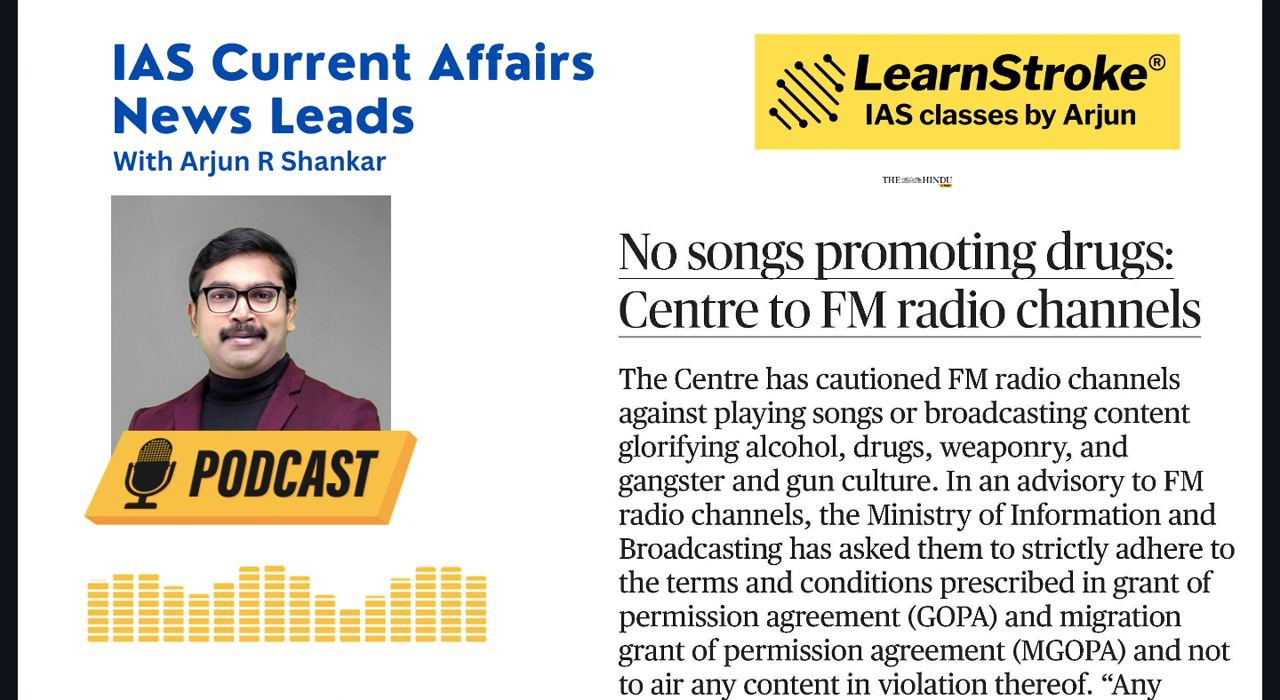 IAS Current Affairs
News Leads
With Arjun R Shankar
LearnStroke®
IAS classes by Arjun
THE HINDU
PODCAST
No songs promoting drugs:
Centre to FM radio channels
The Centre has cautioned FM radio channels
against playing songs or broadcasting content
glorifying alcohol, drugs, weaponry, and
gangster and gun culture. In an advisory to FM
radio channels, the Ministry of Information and
Broadcasting has asked them to strictly adhere to
the terms and conditions prescribed in grant of
permission agreement (GOPA) and migration
grant of permission agreement (MGOPA) and not
to air any content in violation thereof. “Any